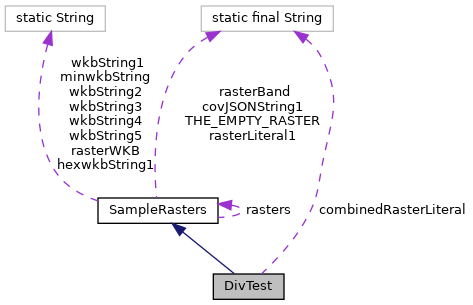 static String
static final String
wkbString1
minwkbString
wkbString2
wkbString3
wkbString4
wkbString5
rasterWKB
hexwkbString1
rasterBand
covJSONString1
THE_EMPTY_RASTER
rasterLiteral1
SampleRasters
rasters
combinedRasterLiteral
DivTest